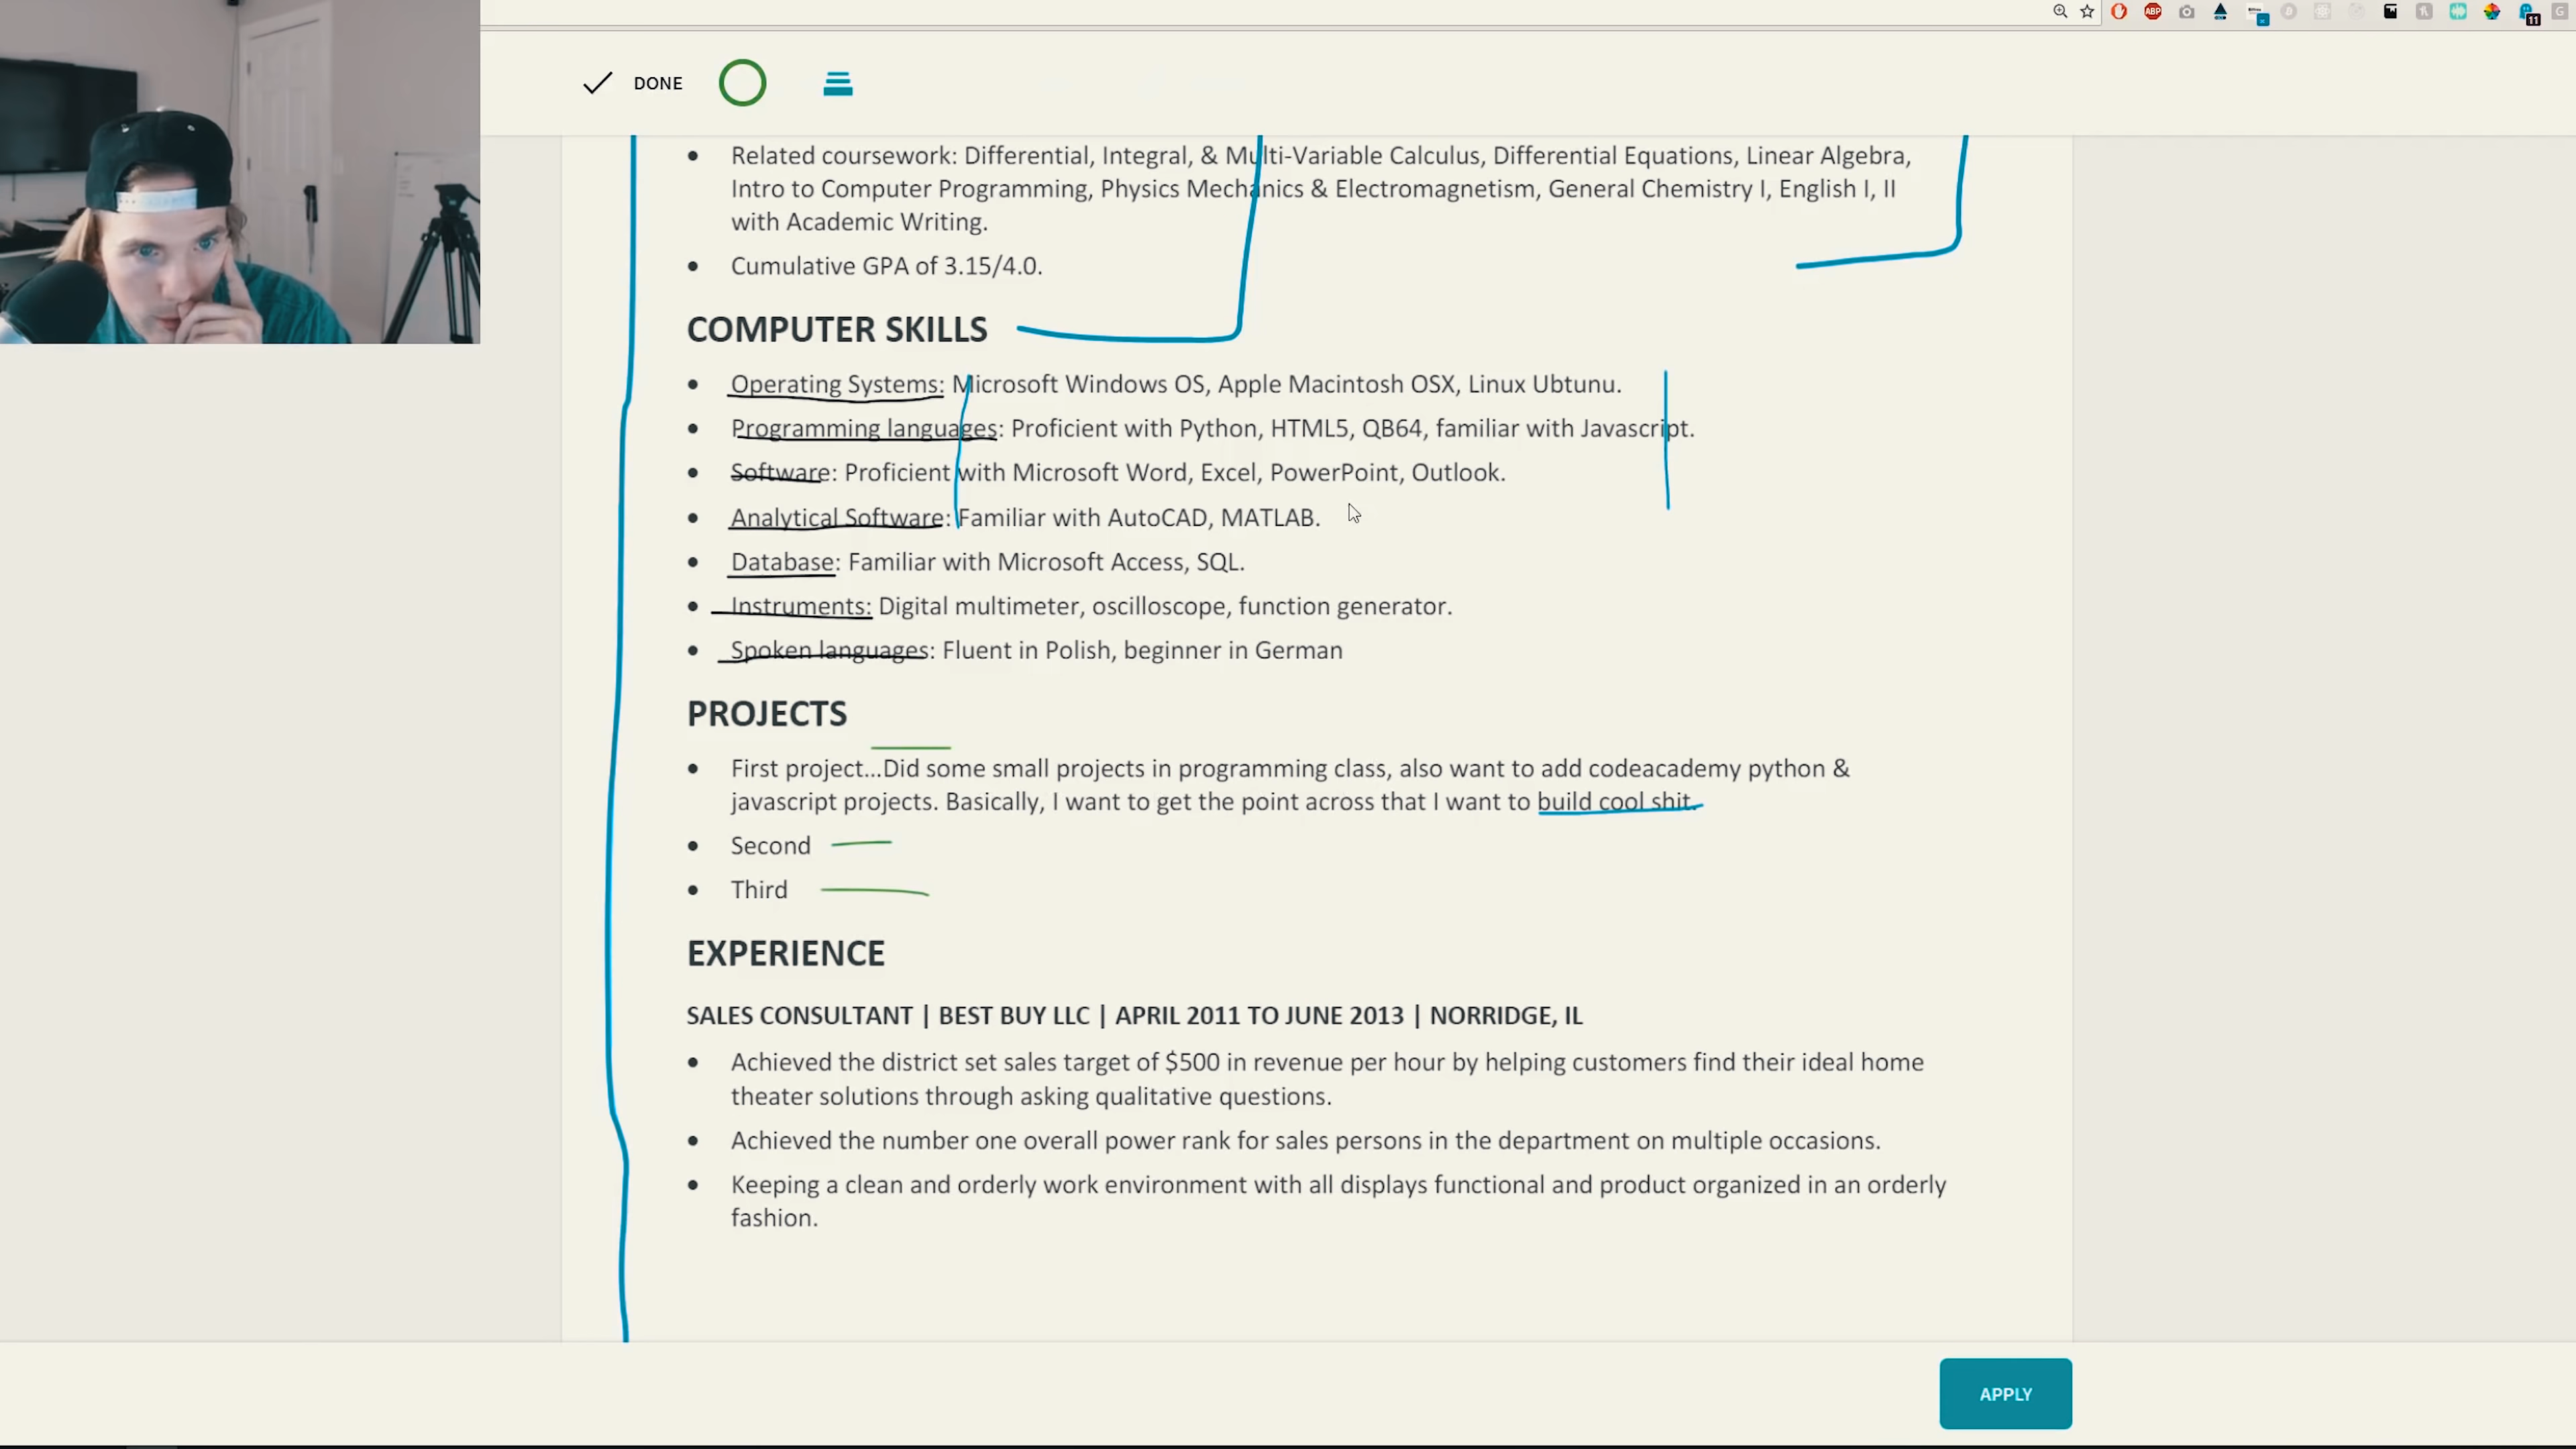 DONE
Related coursework: Differential, Integral, & Multi-Variable Calculus, Differential Equations, Linear Algebra,
Intro to Computer Programming, Physics Mechanics & Electromagnetism, General Chemistry I, English I, II
with Academic Writing.
Cumulative GPA of 3.15/4.0.
COMPUTER SKILLS
Operating Systems: Microsoft Windows OS, Apple Macintosh OSX, Linux Ubtunu.
Programming languages: Proficient with Python, HTML5, QB64, familiar with Javascript.
Software: Proficient with Microsoft Word, Excel, PowerPoint, Outlook.
Analytical Software: Familiar with AutoCAD, MATLAB.
Database: Familiar with Microsoft Access, SQL.
Instruments: Digital multimeter, oscilloscope, function generator.
Spoken languages: Fluent in Polish, beginner in German
PROJECTS
First project...Did some small projects in programming class, also want to add codeacademy python &
javascript projects. Basically, I want to get the point across that I want to build cool shit.
Second
Third
EXPERIENCE
SALES CONSULTANT | BEST BUY LLC | APRIL 2011 TO JUNE 2013 | NORRIDGE, IL
Achieved the district set sales target of $500 in revenue per hour by helping customers find their ideal home
theater solutions through asking qualitative questions.
Achieved the number one overall power rank for sales persons in the department on multiple occasions.
Keeping a clean and orderly work environment with all displays functional and product organized in an orderly
fashion.
APPLY
ABP
11
G